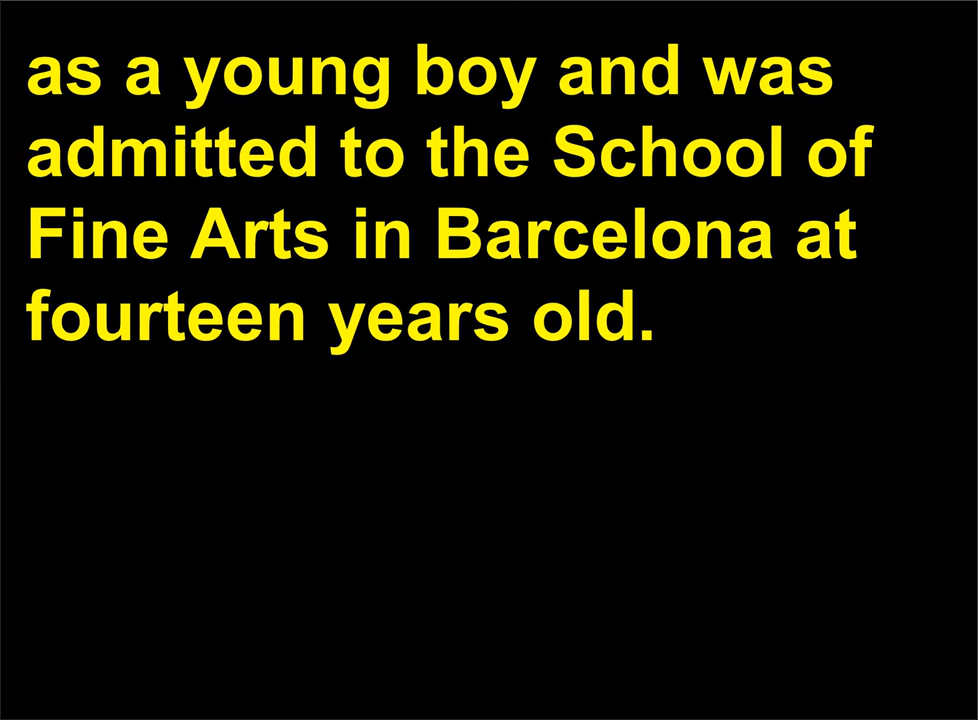 as a young boy and was
admitted to the School of
Fine Arts in Barcelona at
fourteen years old.